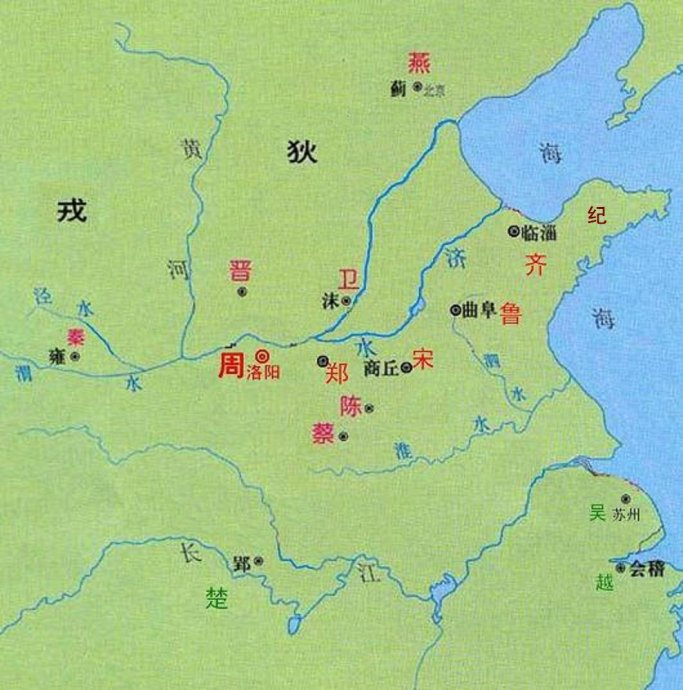 燕
蓟
北京
黄
狄
海
戎
纪
临淄
济
齐
河
晋
卫
沬
泾
水
曲阜
鲁
海
秦
雍
渭
水
周
洛阳
水
郑
商丘
宋
泗
水
陈
蔡
淮
水
吴
苏州
长
郢
江
楚
越
会稽